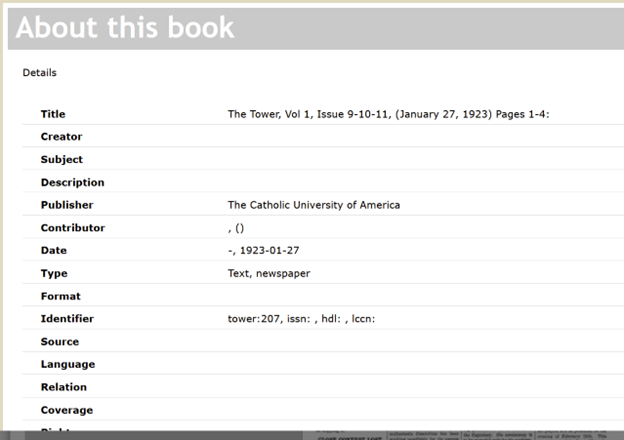 About this book
Details
Title The Tower, Vol 1, Issue 9-10-11, (January 27, 1923) Pages 1-4:
Creator
Subject
Description
Publisher The Catholic University of America
Contributor , ()
Date -, 1923-01-27
Type Text, newspaper
Format
Identifier tower:207, issn: , hdl: , lccn:
Source
Language
Relation
Coverage